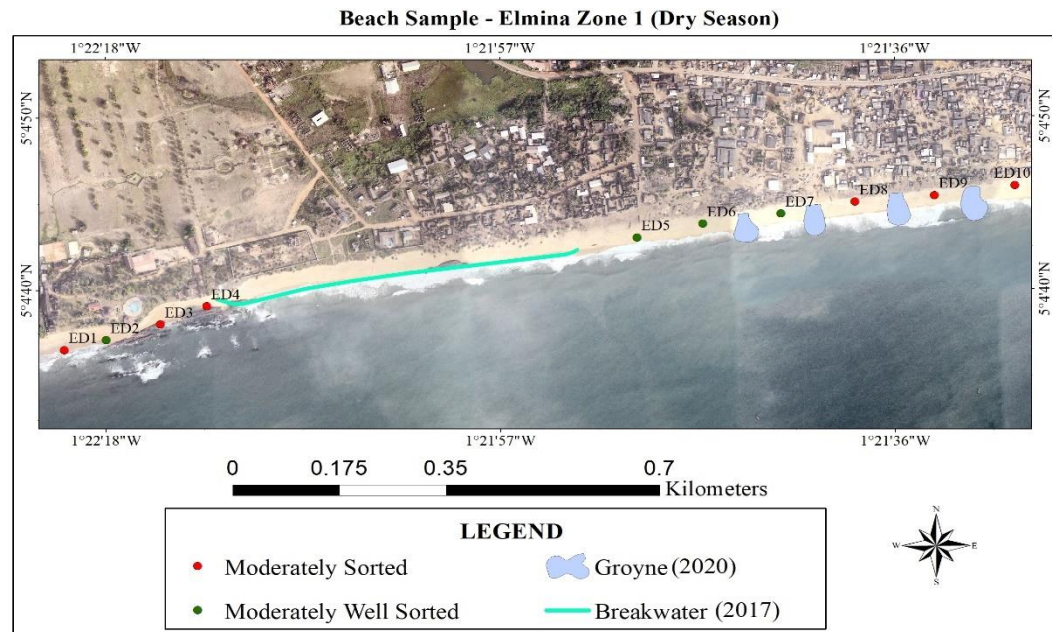 Beach Sample - Elmina Zone 1 (Dry Season)
1°22'18"W 1°21'57"W 1°21'36"W
5°4'50"N 5°4'50"N
ED10
ED9
ED8
ED7
ED6
ED5
5°4'40"N 5°4'40"N
ED4
ED3
ED2
ED1
1°22'18"W 1°21'57"W 1°21'36"W
0 0.175 0.35 0.7
Kilometers
LEGEND
Moderately Sorted Groyne (2020)
Moderately Well Sorted Breakwater (2017)
N
W E
S